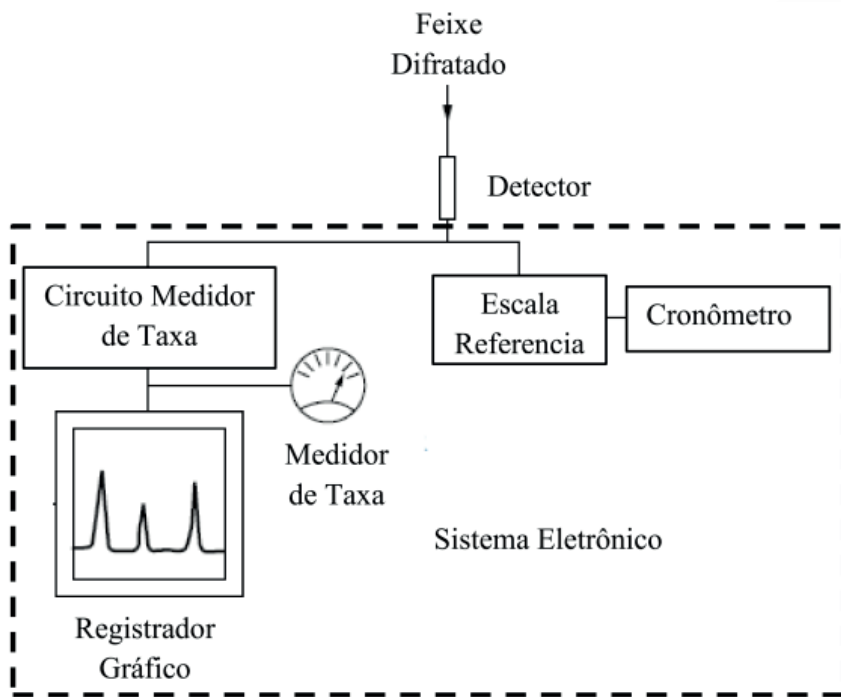 Feixe
Difratado
Detector
Circuito Medidor
de Taxa
Escala
Referencia
Cronômetro
Medidor
de Taxa
Sistema Eletrônico
Registrador
Gráfico